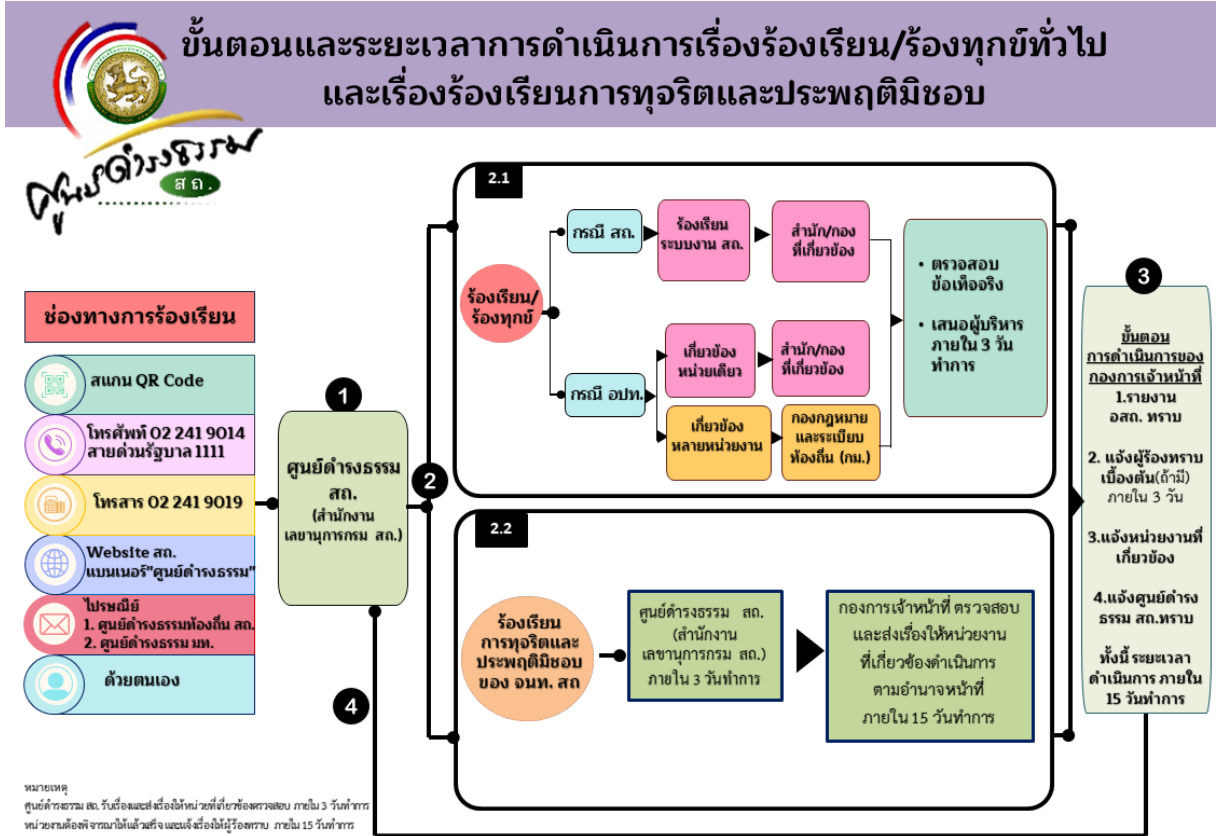 ขั้นตอนและระยะเวลาการดำเนินการเรื่องร้องเรียน/ร้องทุกข์ทั่วไป
และเรื่องร้องเรียนการทุจริตและประพฤติมิชอบ
ศูนย์ดำรงธรรม
สถ.
ช่องทางการร้องเรียน
สแกน QR Code
โทรศัพท์ 02 241 9014
สายด่วนรัฐบาล 1111
โทรสาร 02 241 9019
Website สถ.
แบนเนอร์"ศูนย์ดำรงธรรม"
ไปรษณีย์
1. ศูนย์ดำรงธรรมท้องถิ่น สถ.
2. ศูนย์ดำรงธรรม มท.
ด้วยตนเอง
1
ศูนย์ดำรงธรรม
สถ.
(สำนักงาน
เลขานุการกรม สถ.)
2
2.1
ร้องเรียน/
ร้องทุกข์
กรณี สถ.
ร้องเรียน
ระบบงาน สถ.
สำนัก/กอง
ที่เกี่ยวข้อง
กรณี อปท.
เกี่ยวข้อง
หน่วยเดียว
สำนัก/กอง
ที่เกี่ยวข้อง
เกี่ยวข้อง
หลายหน่วยงาน
กองกฎหมาย
และระเบียบ
ท้องถิ่น (กม.)
• ตรวจสอบ
ข้อเท็จจริง
• เสนอผู้บริหาร
ภายใน 3 วัน
ทำการ
2.2
ร้องเรียน
การทุจริตและ
ประพฤติมิชอบ
ของ จนท. สถ
ศูนย์ดำรงธรรม สถ.
(สำนักงาน
เลขานุการกรม สถ.)
ภายใน 3 วันทำการ
กองการเจ้าหน้าที่ ตรวจสอบ
และส่งเรื่องให้หน่วยงาน
ที่เกี่ยวข้องดำเนินการ
ตามอำนาจหน้าที่
ภายใน 15 วันทำการ
3
ขั้นตอน
การดำเนินการของ
กองการเจ้าหน้าที่
1.รายงาน
อสถ. ทราบ
2. แจ้งผู้ร้องทราบ
เบื้องต้น(ถ้ามี)
ภายใน 3 วัน
3.แจ้งหน่วยงานที่
เกี่ยวข้อง
4.แจ้งศูนย์ดำรง
ธรรม สถ.ทราบ
ทั้งนี้ ระยะเวลา
ดำเนินการ ภายใน
15 วันทำการ
4
หมายเหตุ
ศูนย์ดำรงธรรม สถ. รับเรื่องและส่งเรื่องให้หน่วยที่เกี่ยวข้องตรวจสอบ ภายใน 3 วันทำการ
หน่วยงานต้องพิจารณาให้แล้วเสร็จ และแจ้งเรื่องให้ผู้ร้องทราบ ภายใน 15 วันทำการ